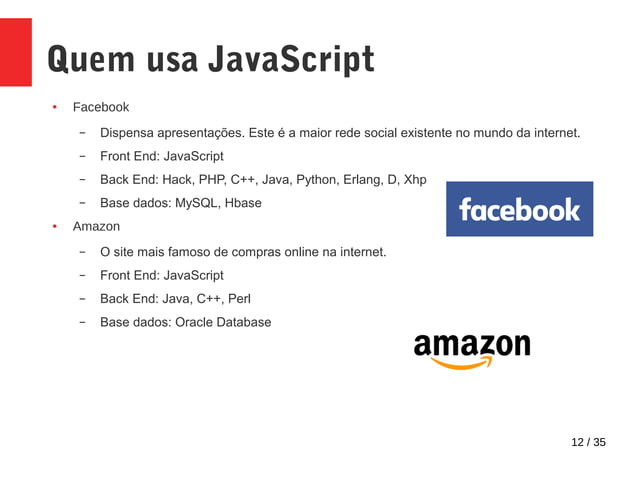 Quem usa JavaScript
• Facebook
– Dispensa apresentações. Este é a maior rede social existente no mundo da internet.
– Front End: JavaScript
– Back End: Hack, PHP, C++, Java, Python, Erlang, D, Xhp
– Base dados: MySQL, Hbase
facebook
• Amazon
– O site mais famoso de compras online na internet.
– Front End: JavaScript
– Back End: Java, C++, Perl
– Base dados: Oracle Database
amazon
12 / 35